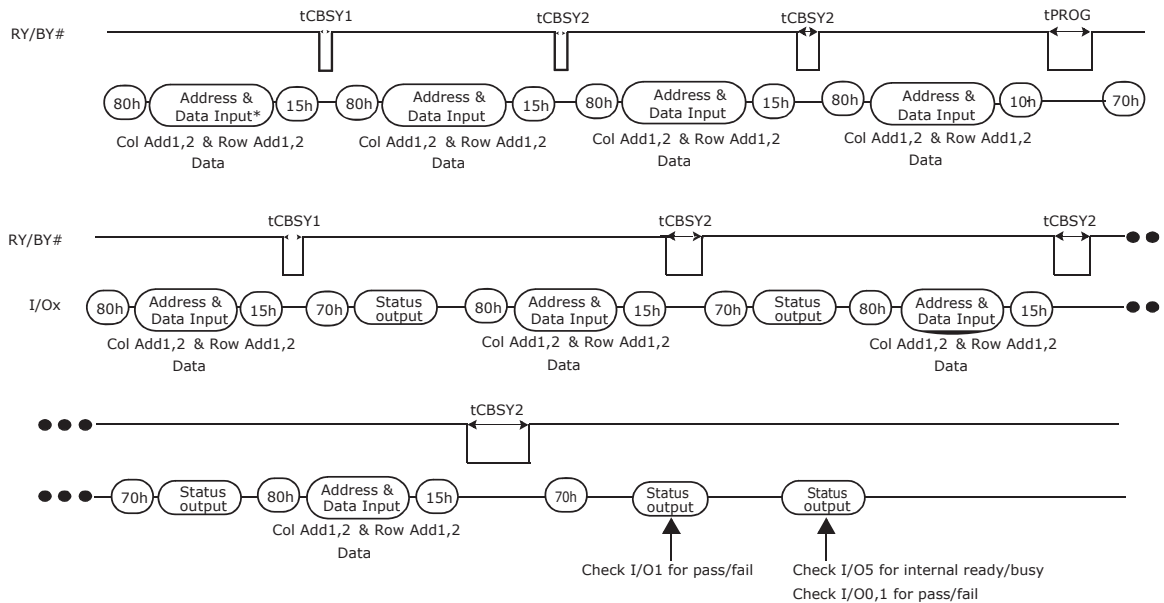 tCBSY1 tCBSY2 tCBSY2 tPROG
RY/BY#
80h Address & Data Input* 15h 80h Address & Data Input 15h 80h Address & Data Input 15h 80h Address & Data Input 10h 70h
Col Add1,2 & Row Add1,2 Col Add1,2 & Row Add1,2 Col Add1,2 & Row Add1,2 Col Add1,2 & Row Add1,2
Data Data Data Data
tCBSY1 tCBSY2 tCBSY2
RY/BY#
I/Ox 80h Address & Data Input 15h 70h Status output 80h Address & Data Input 15h 70h Status output 80h Address & Data Input 15h
Col Add1,2 & Row Add1,2 Col Add1,2 & Row Add1,2 Col Add1,2 & Row Add1,2
Data Data Data
tCBSY2
70h Status output 80h Address & Data Input 15h 70h Status output Status output
Col Add1,2 & Row Add1,2
Data
Check I/O1 for pass/fail Check I/O5 for internal ready/busy
Check I/O0,1 for pass/fail